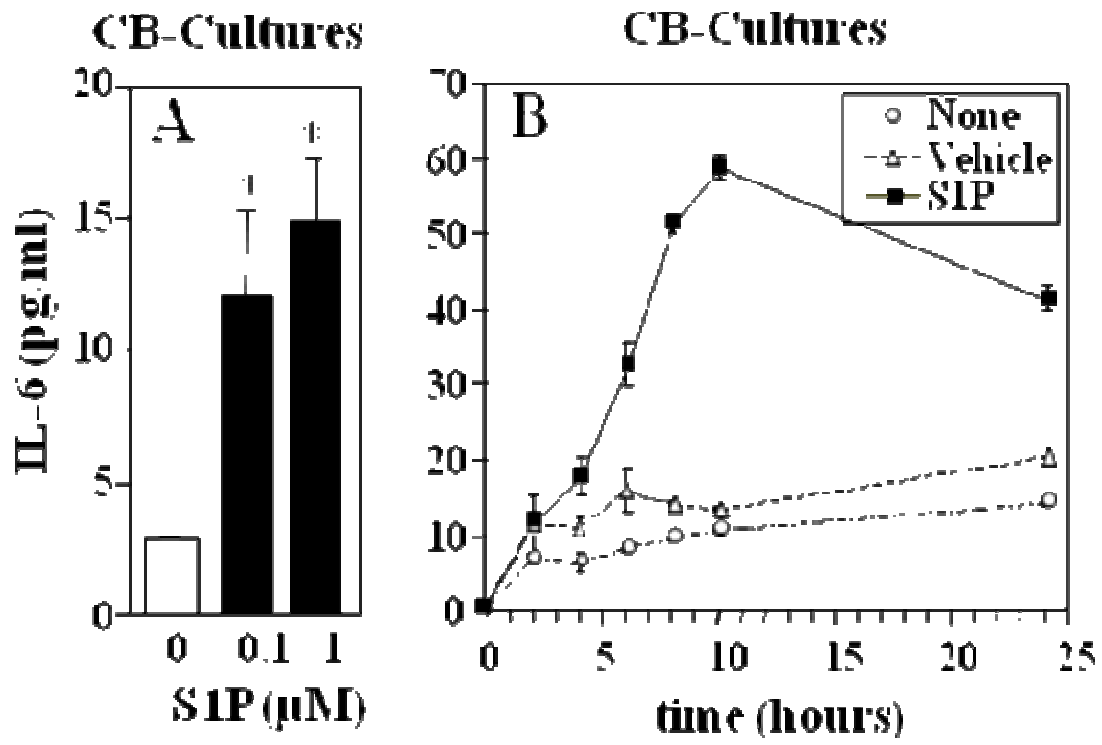 CB-Cultures
A
20
15
10
5
0
IL-6 (pg/ml)
0 0.1 1
S1P (μM)
CB-Cultures
B
70
60
50
40
30
20
10
0
None
Vehicle
S1P
0 5 10 15 20 25
time (hours)